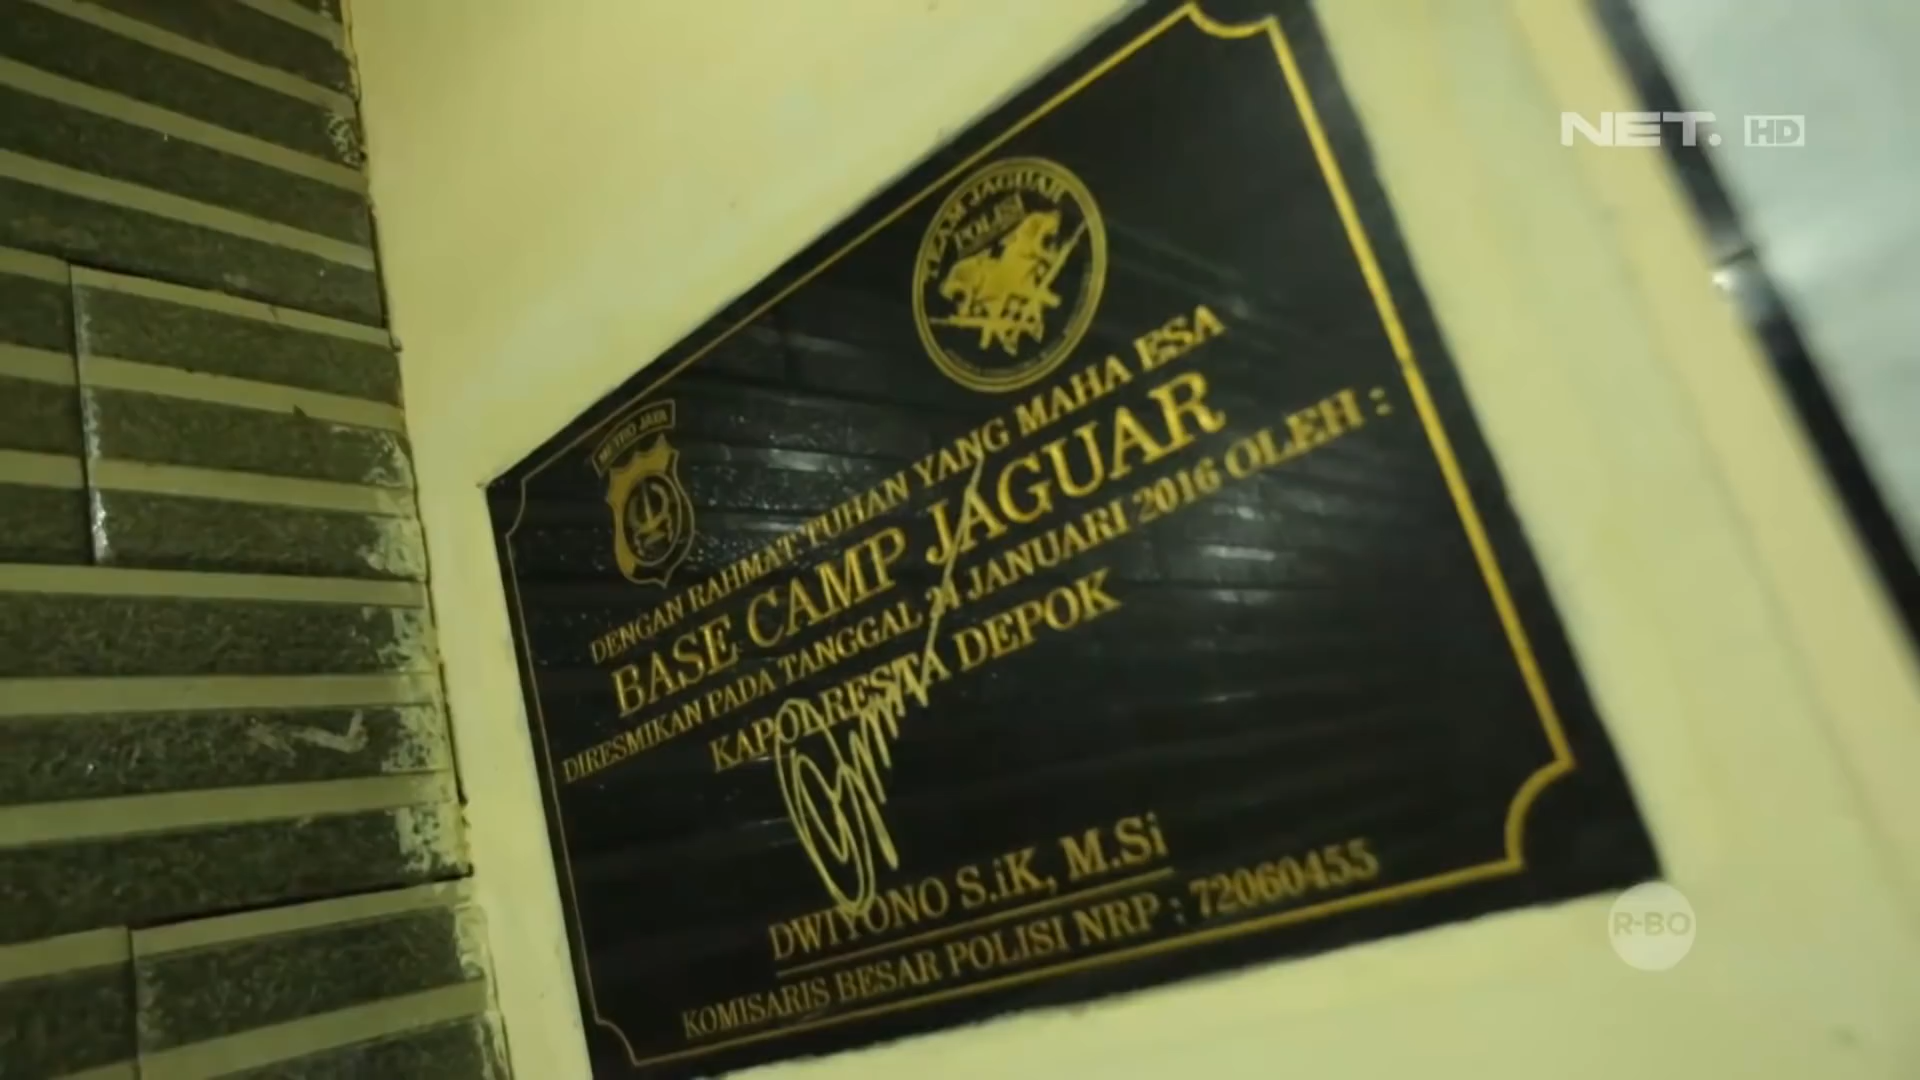 NET. HD
TEAM JAGUAR
POLISI
METRO JAYA
DENGAN RAHMAT TUHAN YANG MAHA ESA
BASE CAMP JAGUAR
DIRESMIKAN PADA TANGGAL 21 JANUARI 2016 OLEH :
KAPOLRESTA DEPOK
DWIYONO S.iK, M.Si
KOMISARIS BESAR POLISI NRP : 72060455
R-BO